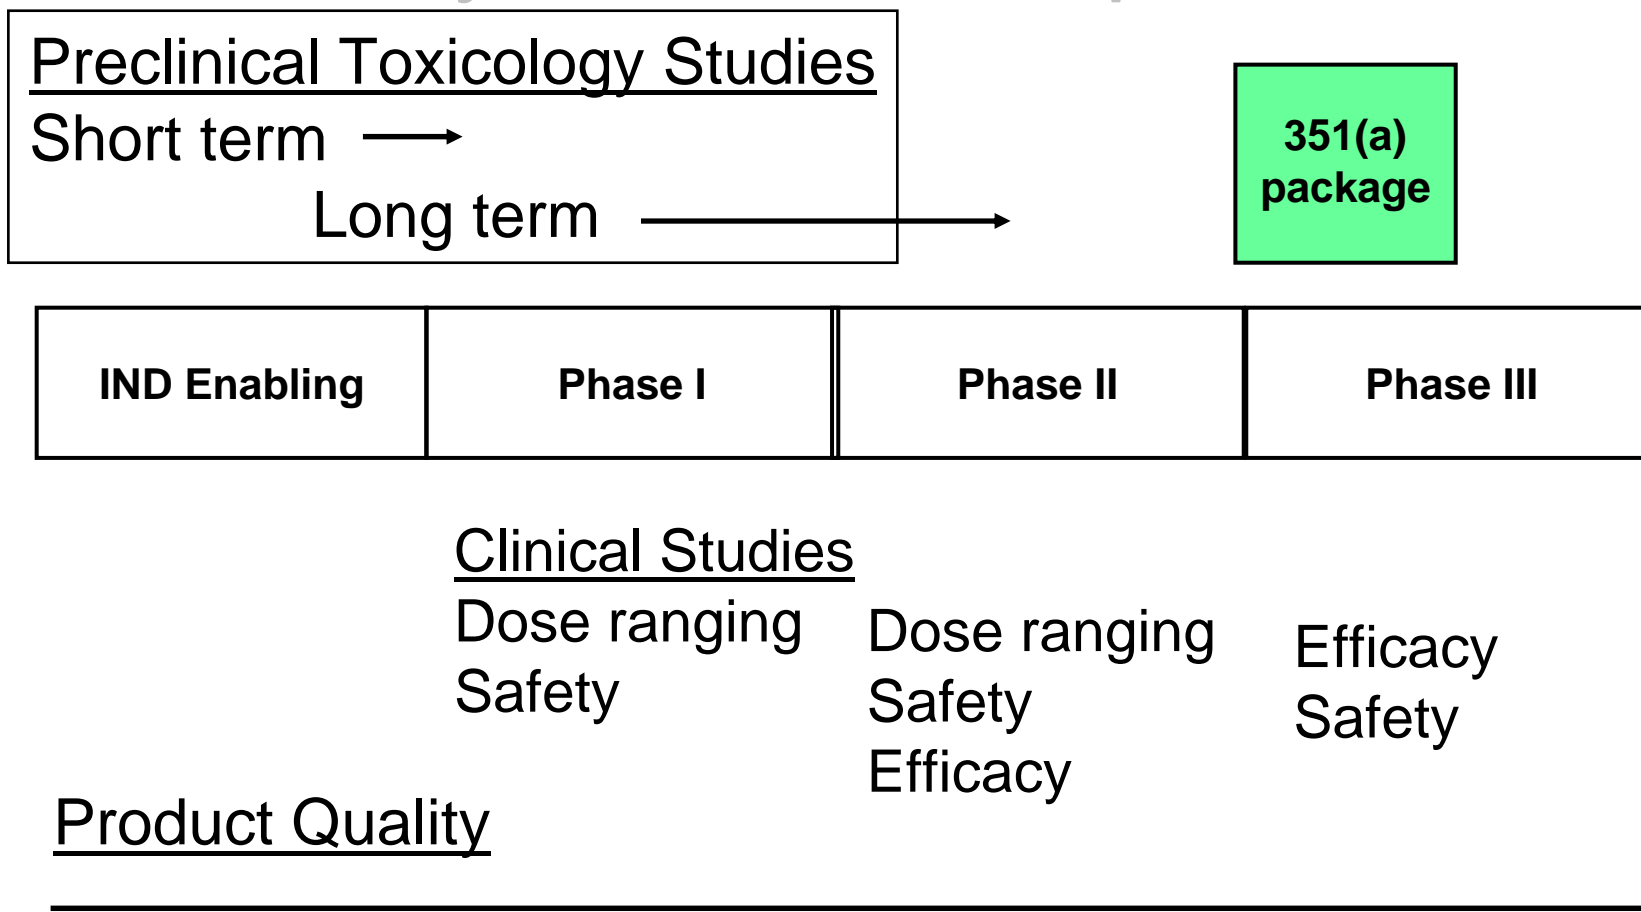 Preclinical Toxicology Studies
Short term
Long term
351(a)
package
IND Enabling
Phase I
Phase II
Phase III
Clinical Studies
Dose ranging
Safety
Dose ranging
Safety
Efficacy
Efficacy
Safety
Product Quality